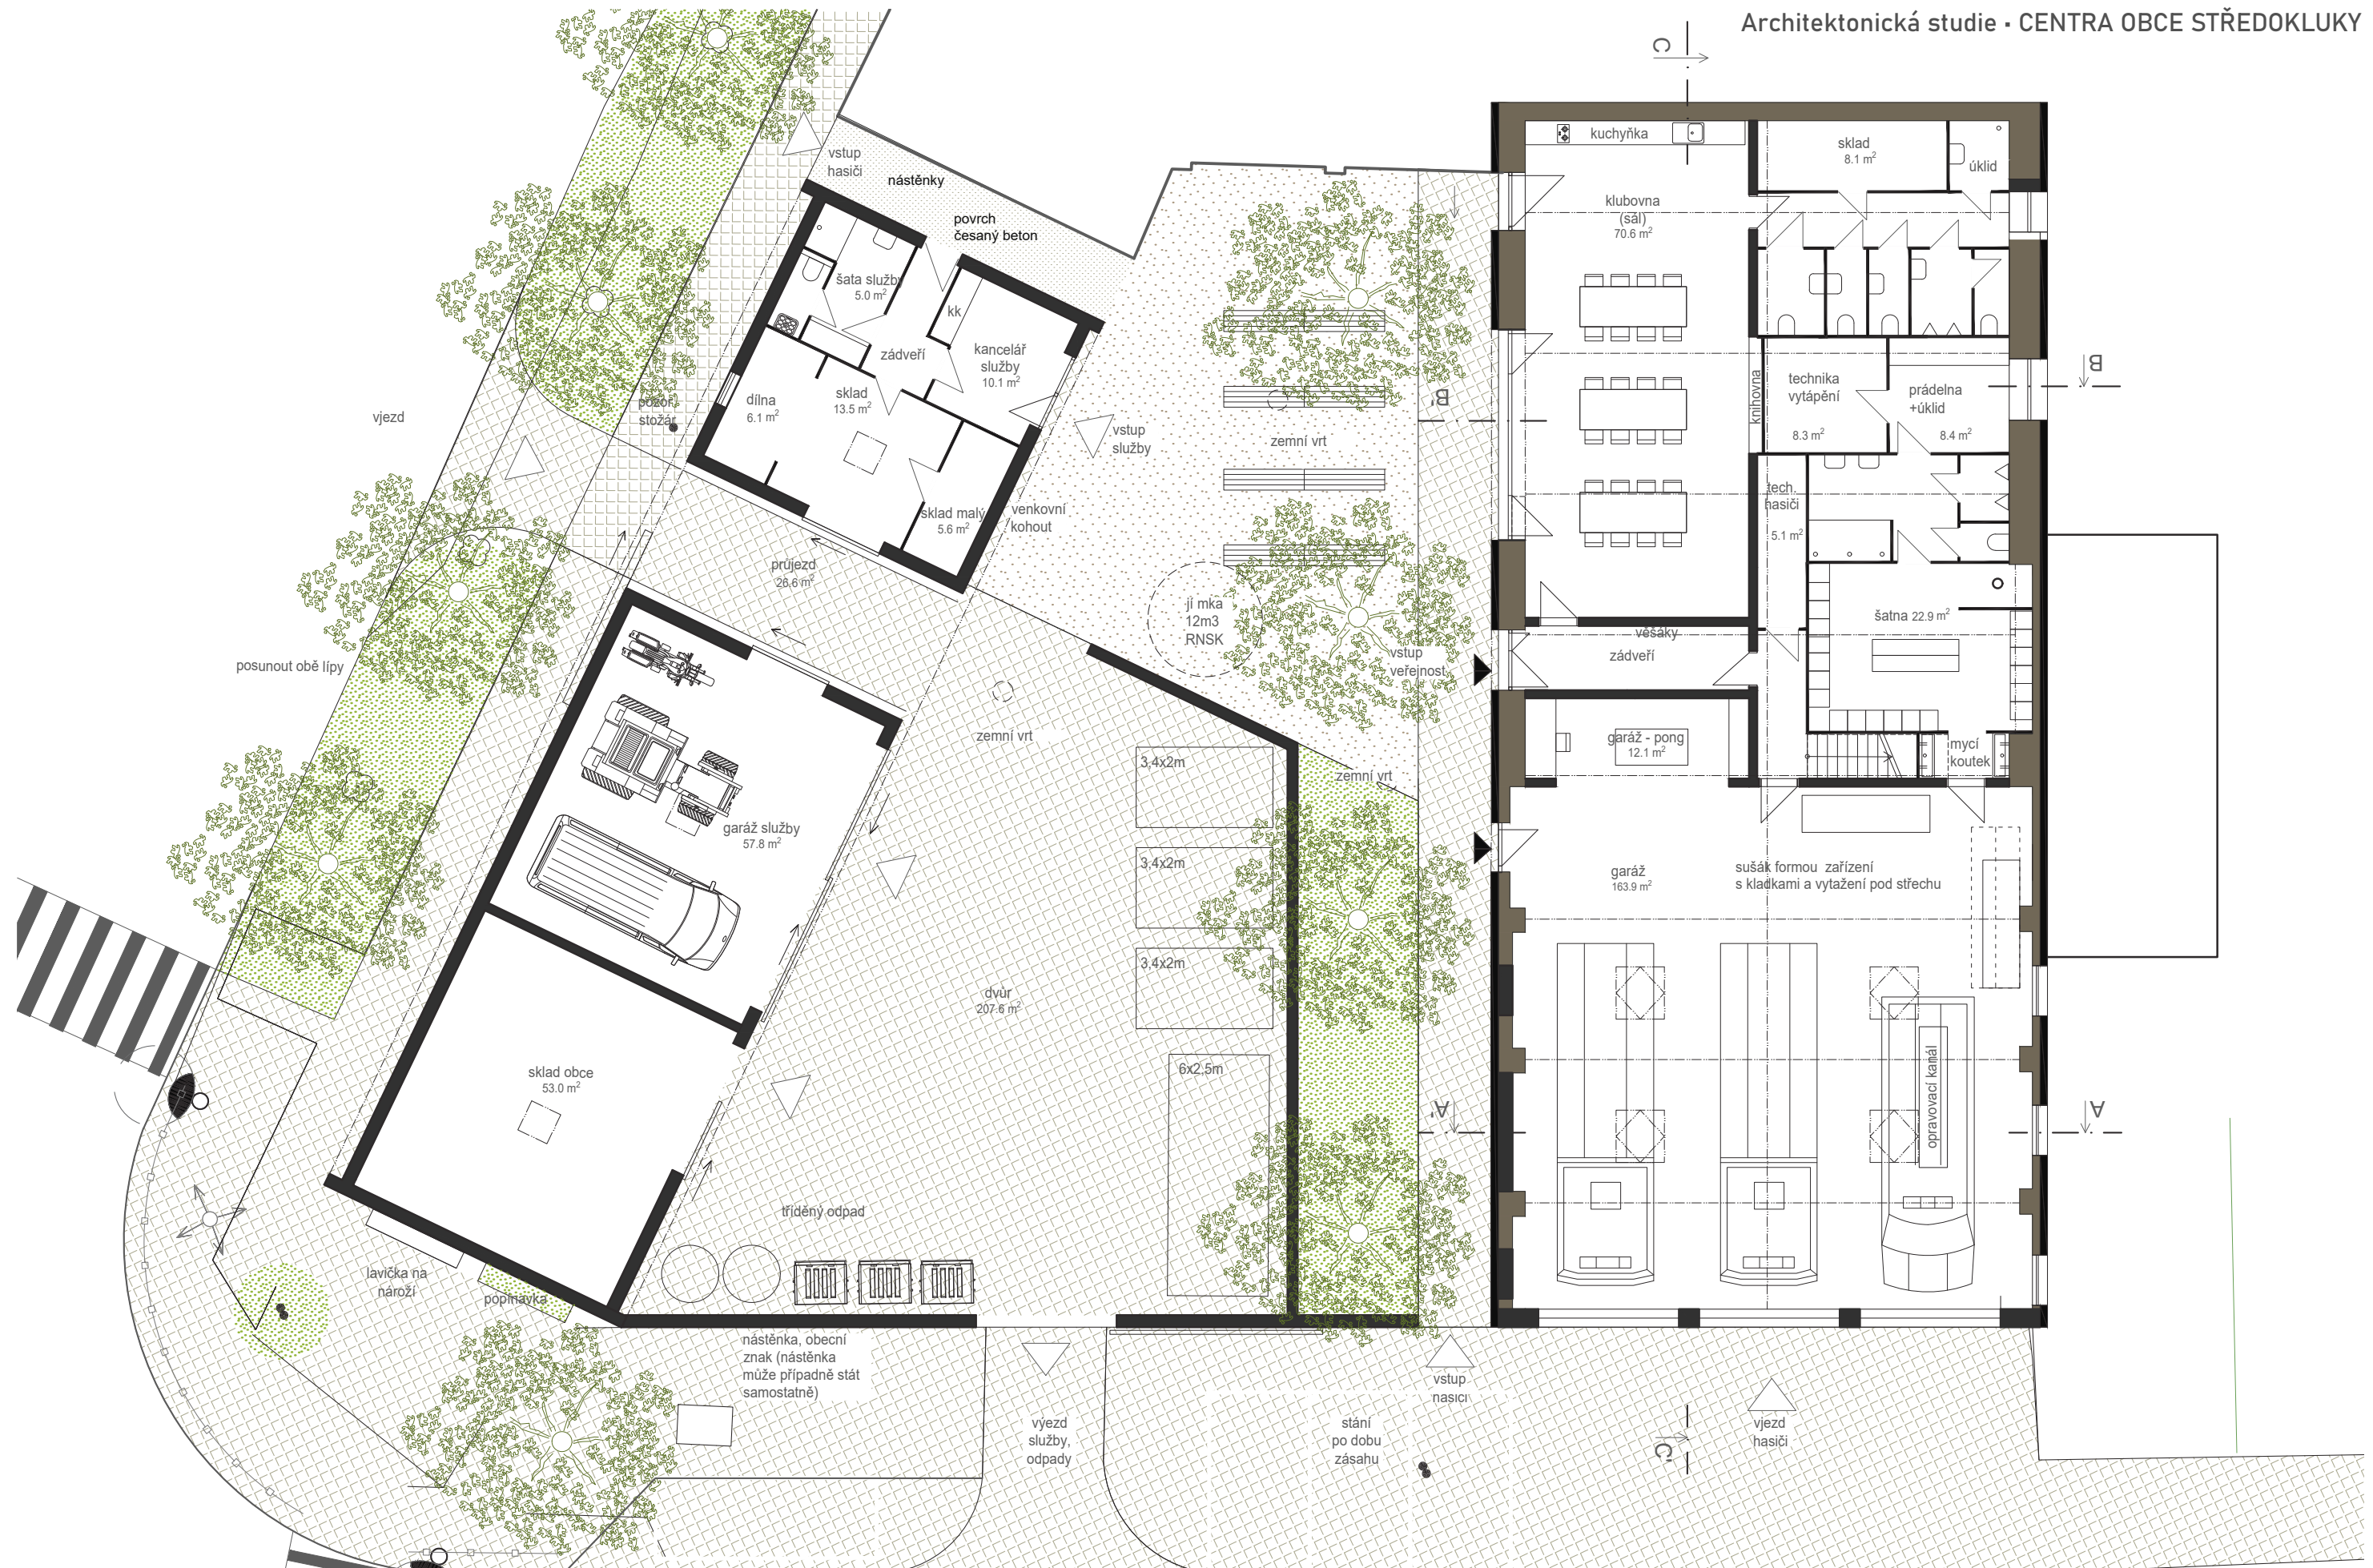 Architektonická studie ▪ CENTRA OBCE STŘEDOKLUKY
C
vstup
hasiči
nástěnky
povrch
česaný beton
kuchyňka
sklad
8.1 m²
úklid
klubovna
(sál)
70.6 m²
šata služby
5.0 m²
kk
zádveří
kancelář
služby
10.1 m²
dílna
6.1 m²
sklad
13.5 m²
sklad malý
5.6 m²
pozor
stožár
vjezd
vstup
služby
venkovní
kohout
zemní vrt
B'
B
knihovna
technika
vytápění
8.3 m²
prádelna
+úklid
8.4 m²
tech.
hasiči
5.1 m²
průjezd
26.6 m²
jí mka
12m3
RNSK
posunout obě lípy
šatna 22.9 m²
věšáky
zádveří
vstup
veřejnost
zemní vrt
zemní vrt
garáž - pong
12.1 m²
mycí
koutek
3,4x2m
3,4x2m
3,4x2m
6x2,5m
garáž služby
57.8 m²
garáž
163.9 m²
sušák formou zařízení
s kladkami a vytažení pod střechu
dvůr
207.6 m²
sklad obce
53.0 m²
opravovací kanál
A'
A
tříděný odpad
lavička na
nároží
popínavka
nástěnka, obecní
znak (nástěnka
může případně stát
samostatně)
výjezd
služby,
odpady
stání
po dobu
zásahu
vstup
hasiči
vjezd
hasiči
C'